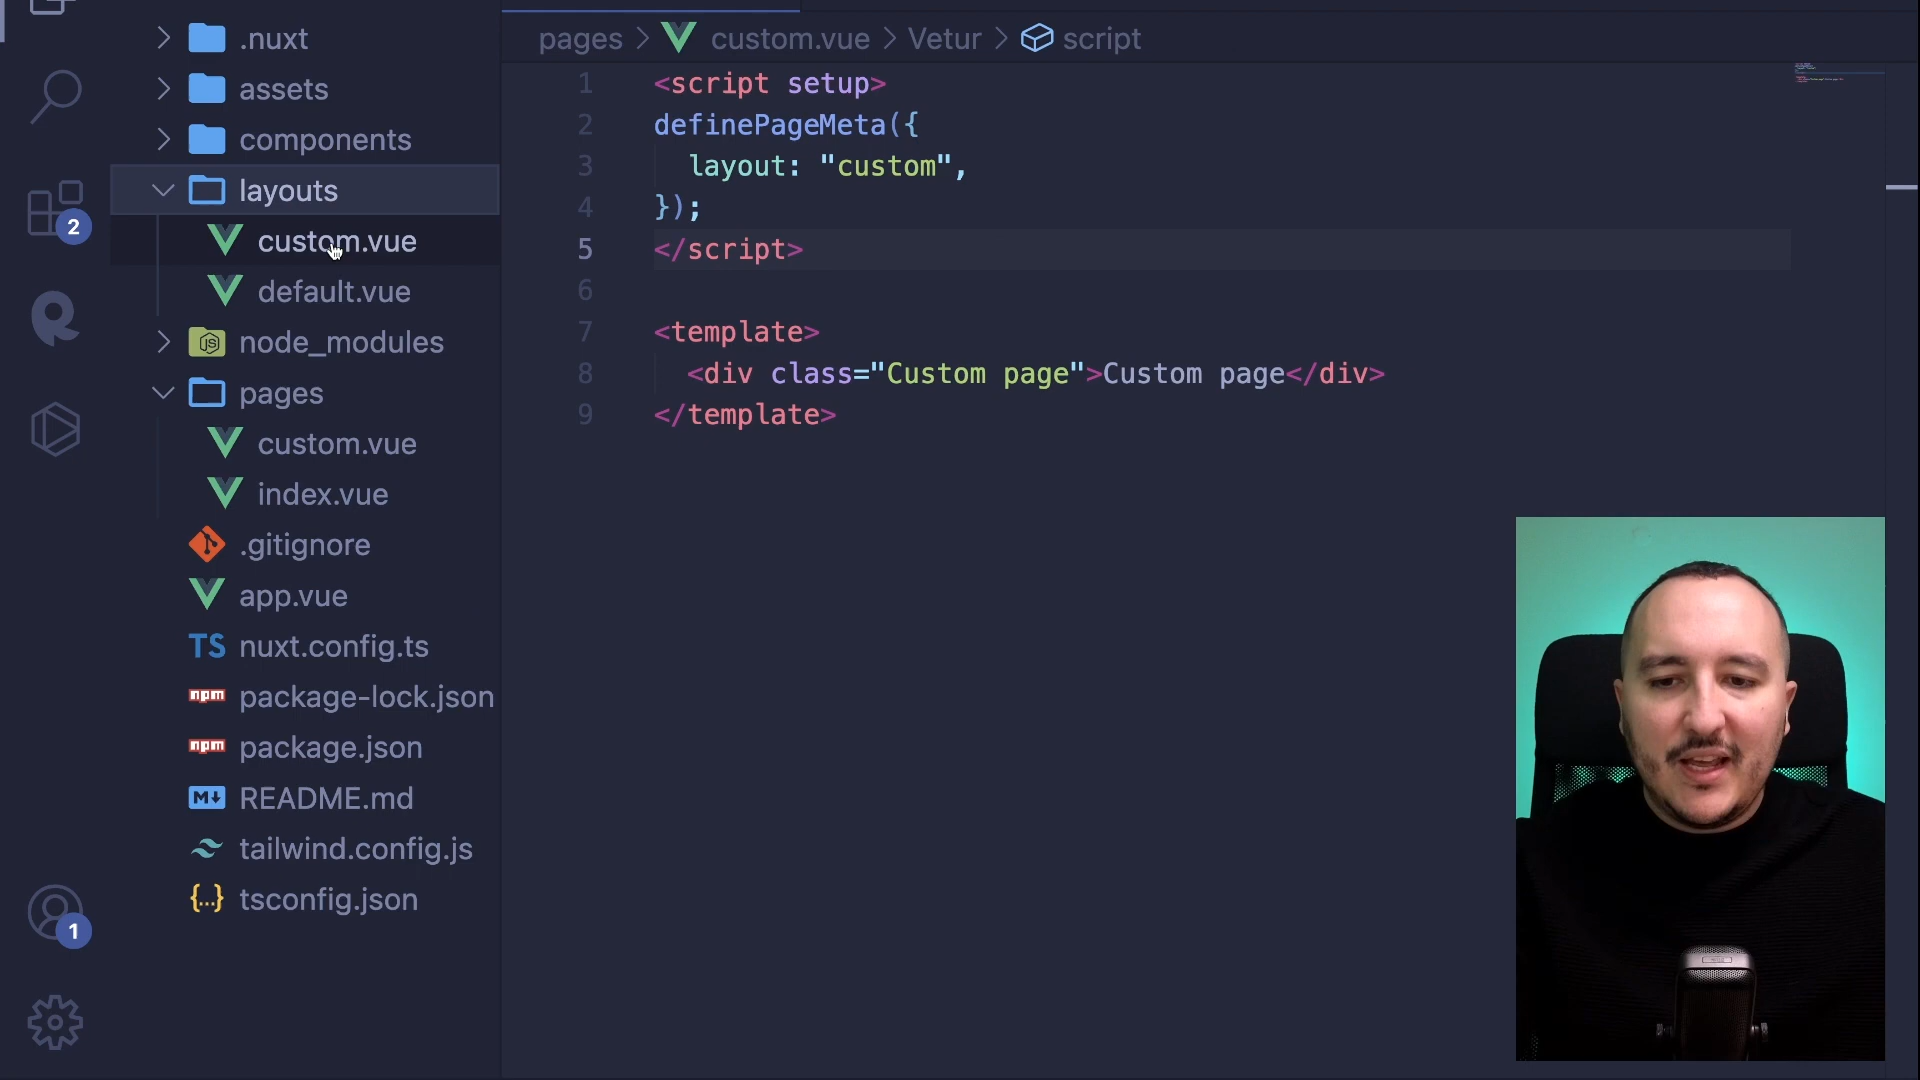 .nuxt
assets
components
layouts
custom.vue
default.vue
node_modules
pages
custom.vue
index.vue
.gitignore
app.vue
TS nuxt.config.ts
npm package-lock.json
npm package.json
M README.md
tailwind.config.js
{...} tsconfig.json
2
1
pages > custom.vue > Vetur > script
1 <script setup>
2 definePageMeta({
3 layout: "custom",
4 });
5 </script>
6
7 <template>
8 <div class="Custom page">Custom page</div>
9 </template>